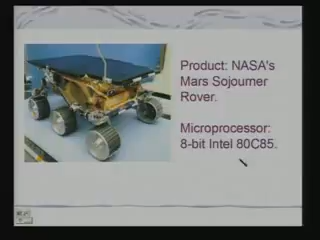 Product: NASA's
Mars Sojourner
Rover.
Microprocessor:
8-bit Intel 80C85.